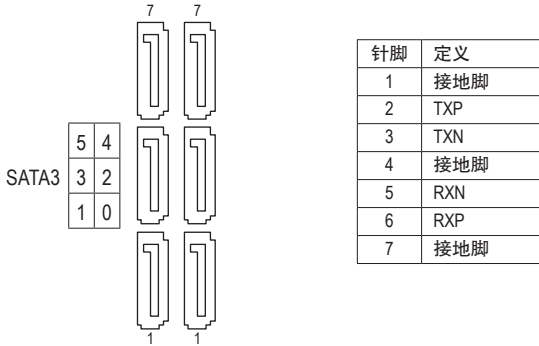 7 7
5 4
SATA3 3 2
1 0
1 1
针脚 定义
1 接地脚
2 TXP
3 TXN
4 接地脚
5 RXN
6 RXP
7 接地脚